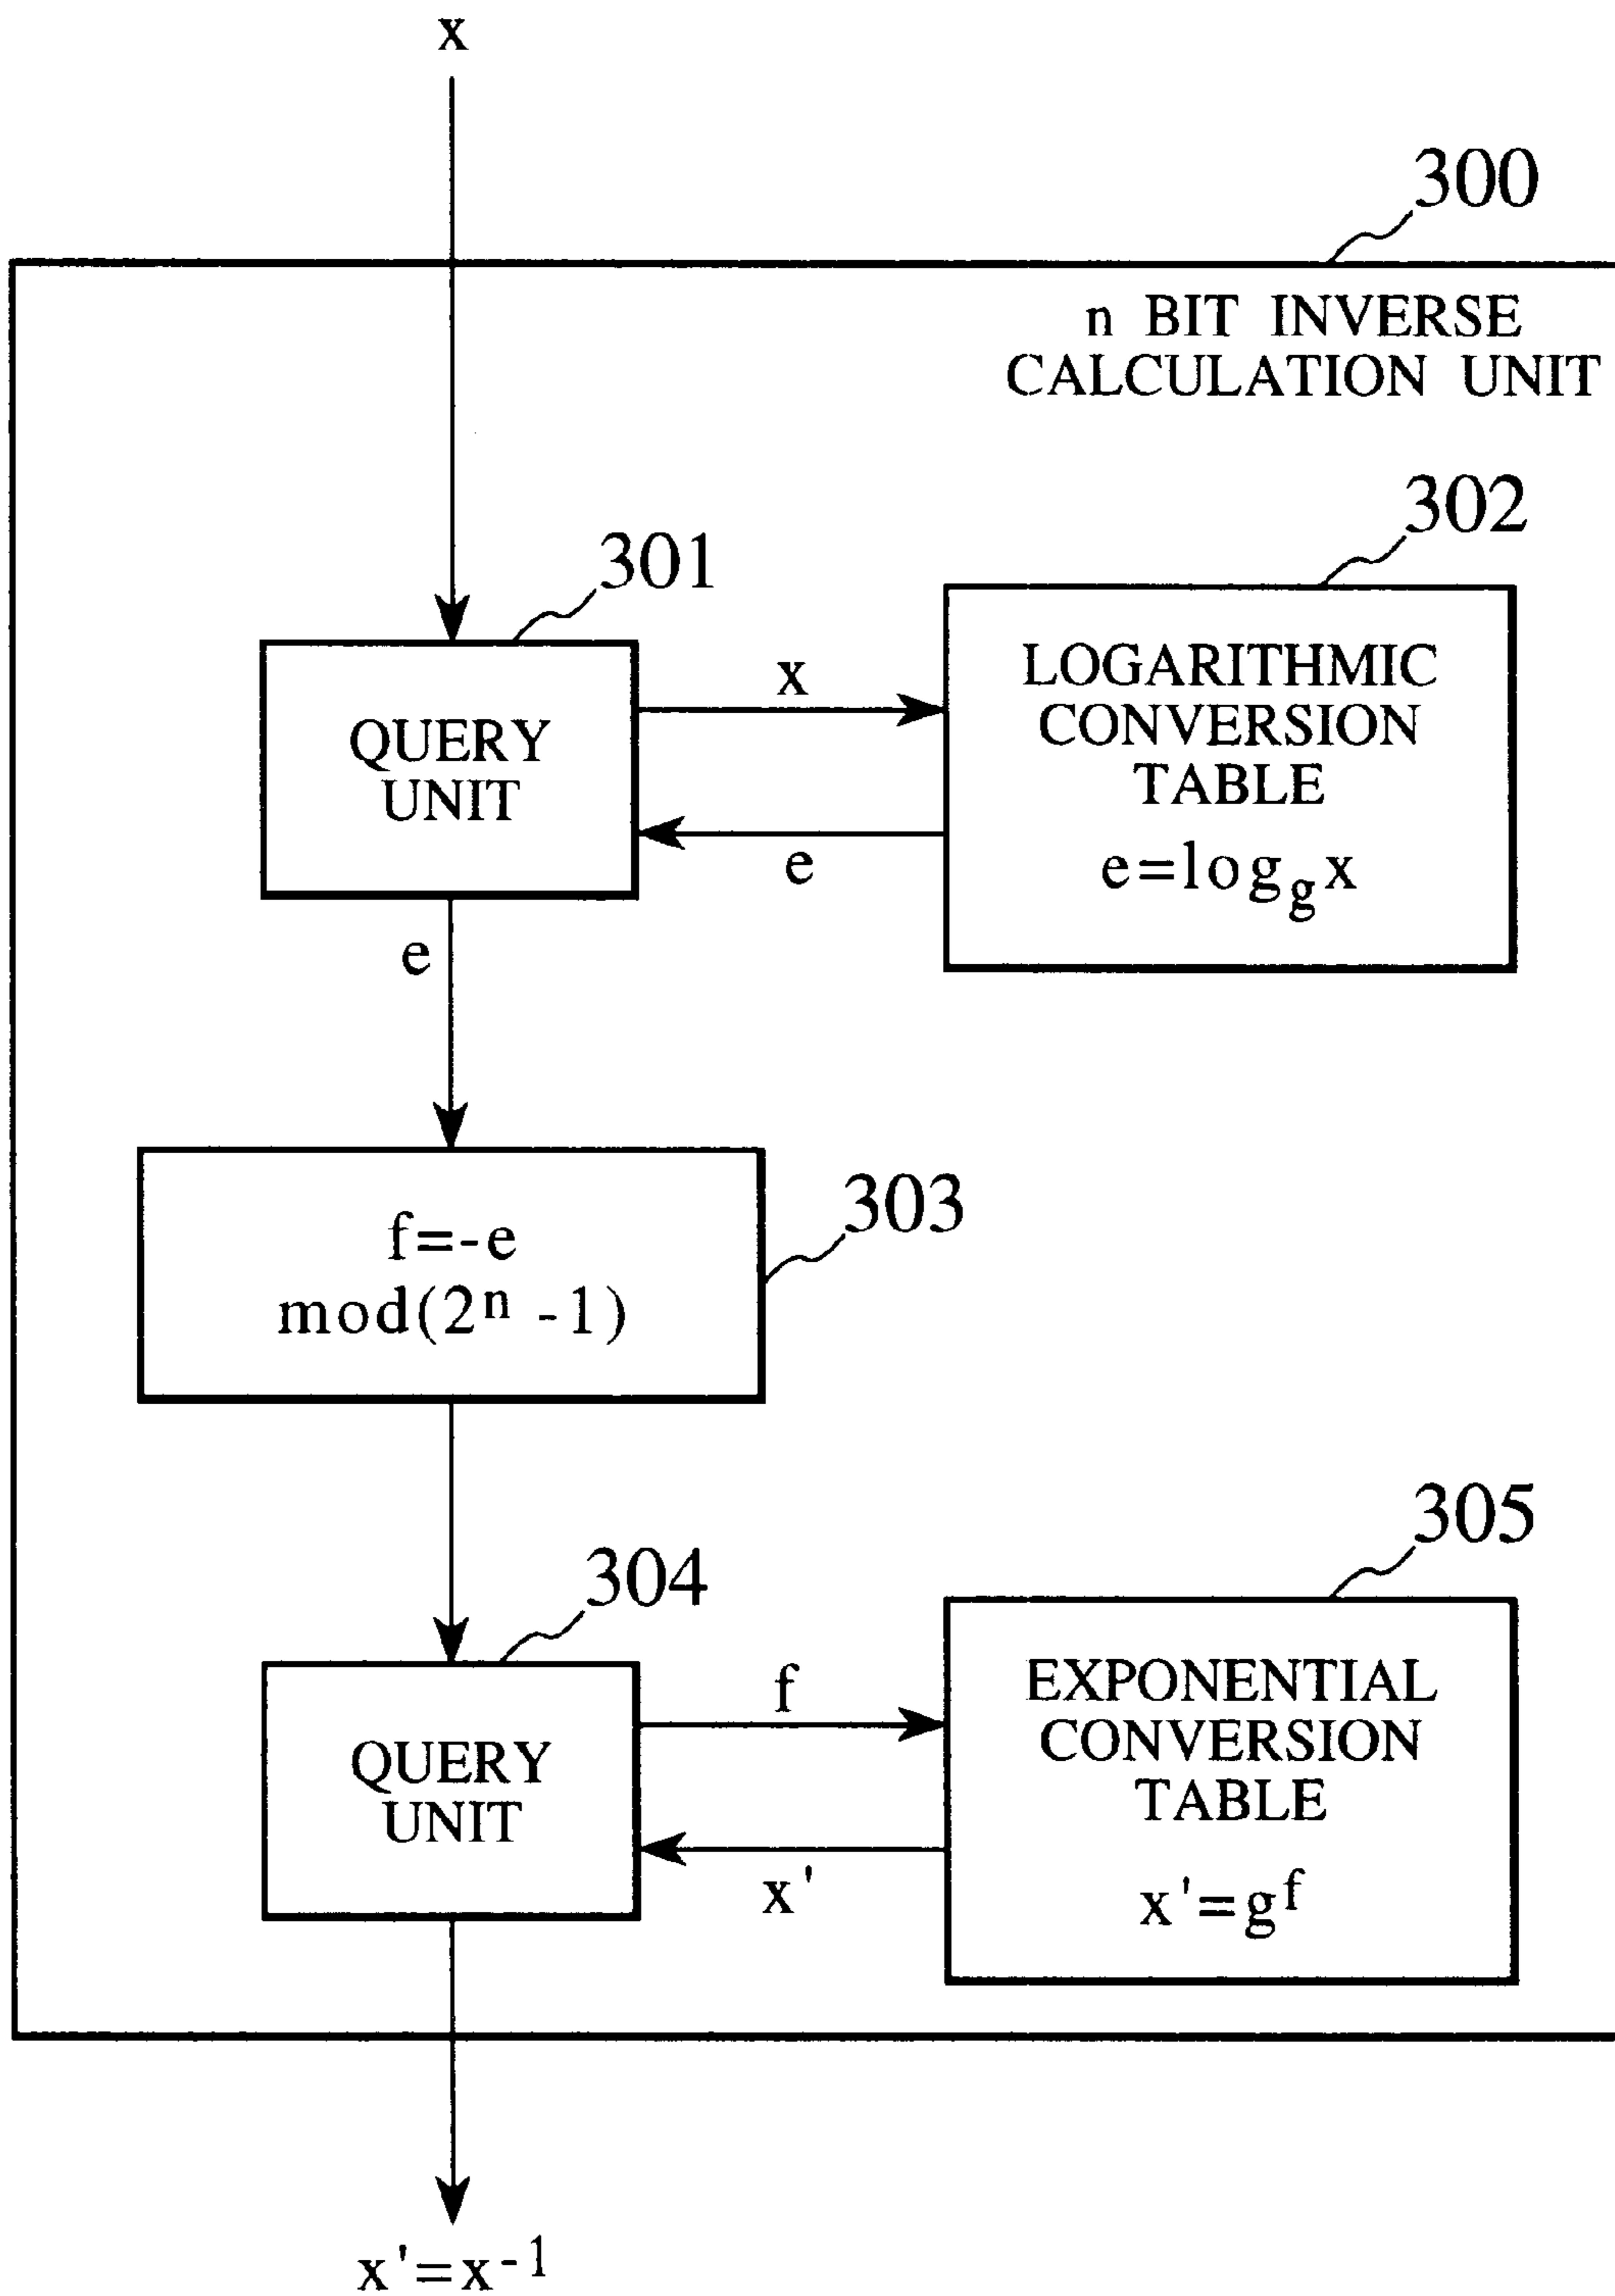 x
300
n BIT INVERSE
CALCULATION UNIT
302
301
LOGARITHMIC
CONVERSION
TABLE
e=log_g x
QUERY
UNIT
x
e
e
303
f=-e
mod(2^n -1)
305
304
EXPONENTIAL
CONVERSION
TABLE
x'=g^f
QUERY
UNIT
f
x'
x'=x^-1